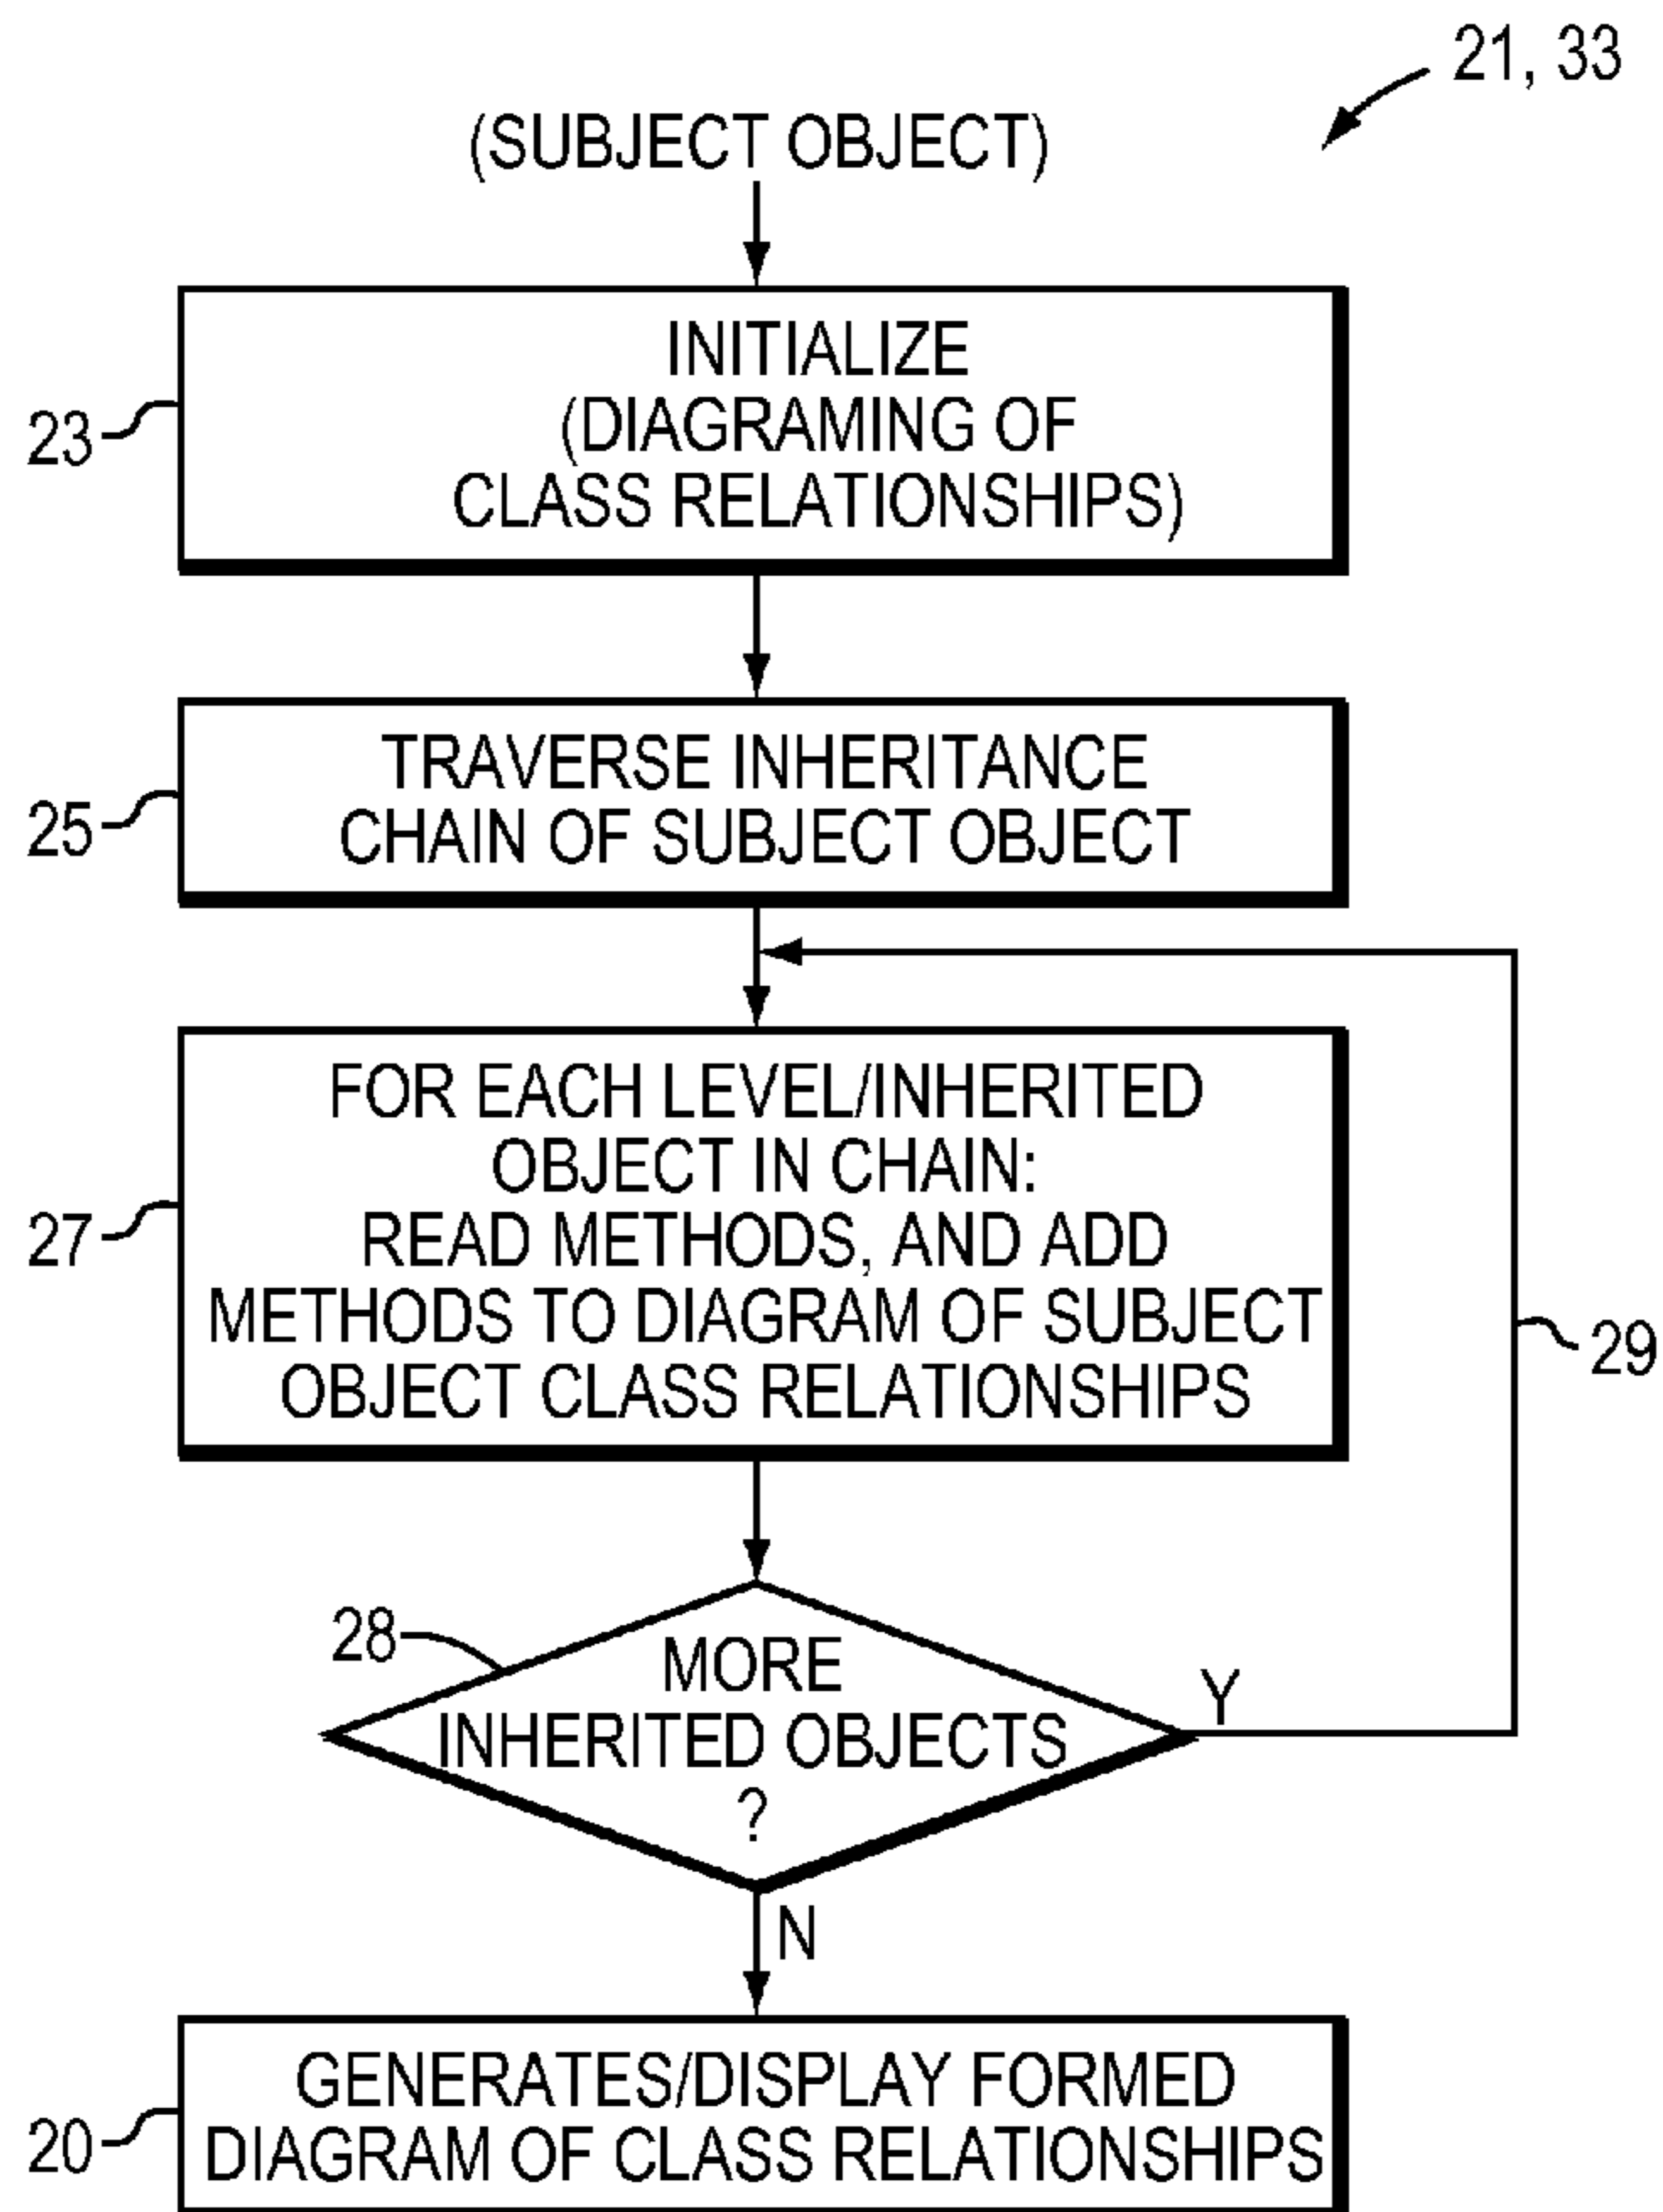 21, 33
(SUBJECT OBJECT)
INITIALIZE
(DIAGRAMING OF
CLASS RELATIONSHIPS)
23
TRAVERSE INHERITANCE
CHAIN OF SUBJECT OBJECT
25
FOR EACH LEVEL/INHERITED
OBJECT IN CHAIN:
READ METHODS, AND ADD
METHODS TO DIAGRAM OF SUBJECT
OBJECT CLASS RELATIONSHIPS
27
29
28
MORE
INHERITED OBJECTS
?
Y
N
GENERATES/DISPLAY FORMED
DIAGRAM OF CLASS RELATIONSHIPS
20